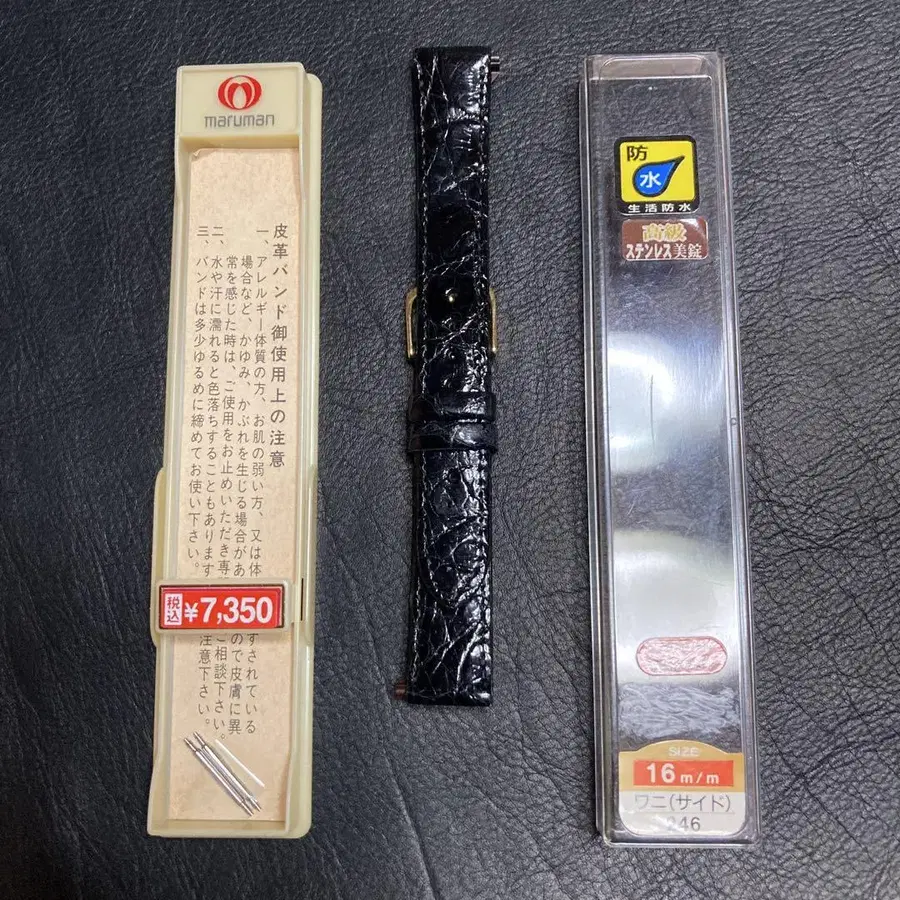 maruman
皮革バンド御使用上の注意
一、アレルギー体質の方、お肌の弱い方、又は体 ずされている
場合など、かゆみ、かぶれを生じる場合があ ので皮膚に異
常を感じた時は、ご使用をお止めいただき専 ご相談下さい。
二、水や汗に濡れると色落ちすることもあります 注意下さい。
三、バンドは多少ゆるめに締めてお使い下さい。
税込 ¥7,350
防
水
生活防水
高級
ステンレス美錠
SIZE
16 m/m
ワニ(サイド)
246